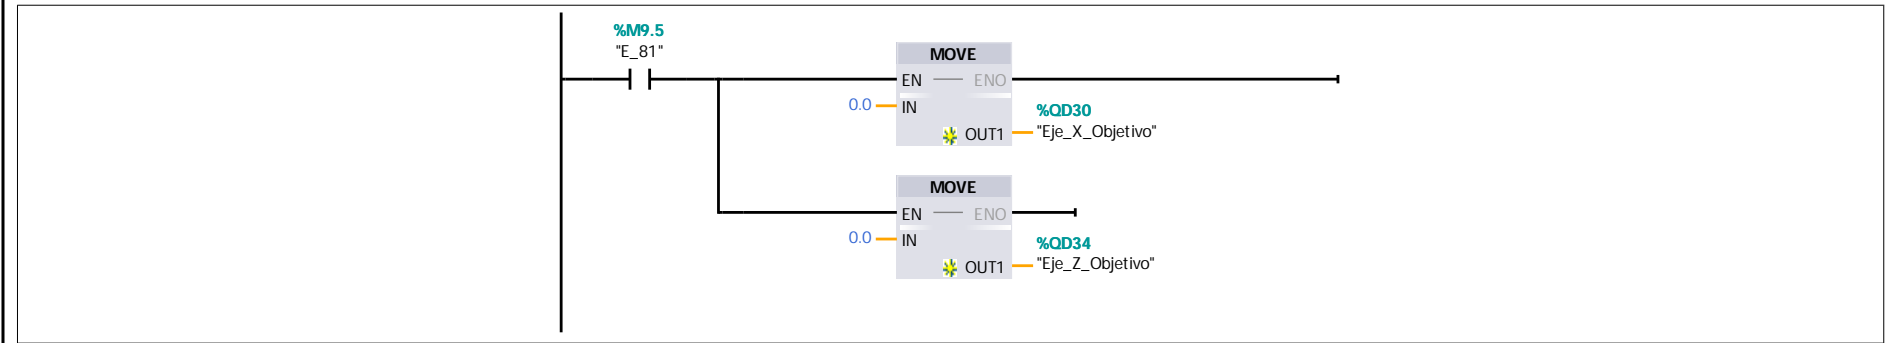 %M9.5
"E_81"
MOVE
EN ENO
0.0 IN
%QD30
OUT1 "Eje_X_Objetivo"
MOVE
EN ENO
0.0 IN
%QD34
OUT1 "Eje_Z_Objetivo"